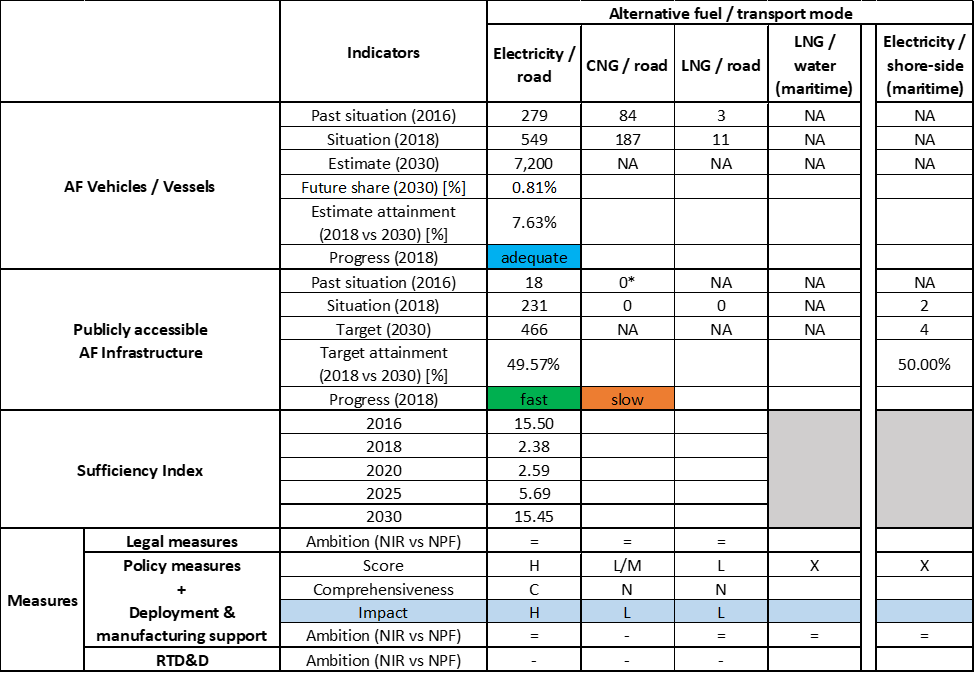 Alternative fuel / transport mode
Indicators
Electricity /
road
CNG / road
LNG / road
LNG /
water
(maritime)
Electricity /
shore-side
(maritime)
AF Vehicles / Vessels
Past situation (2016) 279 84 3 NA NA
Situation (2018) 549 187 11 NA NA
Estimate (2030) 7,200 NA NA NA NA
Future share (2030) [%] 0.81%
Estimate attainment
(2018 vs 2030) [%]
7.63%
Progress (2018) adequate
Publicly accessible
AF Infrastructure
Past situation (2016) 18 0* NA NA NA
Situation (2018) 231 0 0 NA 2
Target (2030) 466 NA NA NA 4
Target attainment
(2018 vs 2030) [%]
49.57% 50.00%
Progress (2018) fast slow
Sufficiency Index
2016 15.50
2018 2.38
2020 2.59
2025 5.69
2030 15.45
Measures
Legal measures Ambition (NIR vs NPF) = = =
Policy measures
+
Deployment &
manufacturing support
Score H L/M L X X
Comprehensiveness C N N
Impact H L L
Ambition (NIR vs NPF) = - = = =
RTD&D Ambition (NIR vs NPF) - - -